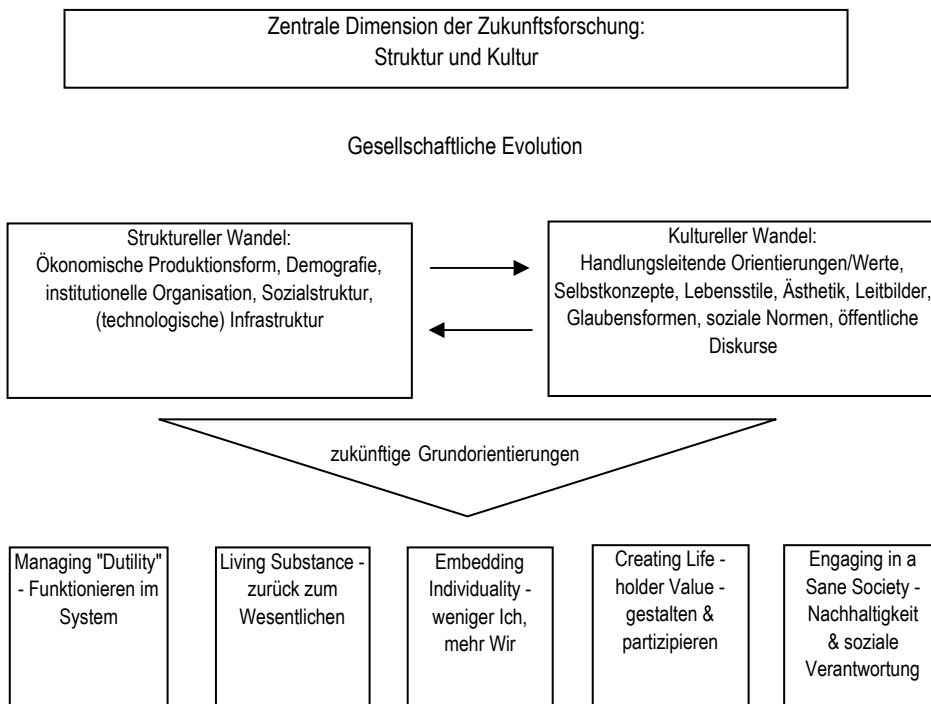 Zentrale Dimension der Zukunftsforschung:
Struktur und Kultur
Gesellschaftliche Evolution
Struktureller Wandel:
Ökonomische Produktionsform, Demografie,
institutionelle Organisation, Sozialstruktur,
(technologische) Infrastruktur
Kultureller Wandel:
Handlungsleitende Orientierungen/Werte,
Selbstkonzepte, Lebensstile, Ästhetik, Leitbilder,
Glaubensformen, soziale Normen, öffentliche
Diskurse
zukünftige Grundorientierungen
Managing "Dutility"
- Funktionieren im
System
Living Substance -
zurück zum
Wesentlichen
Embedding
Individuality -
weniger Ich,
mehr Wir
Creating Life -
holder Value -
gestalten &
partizipieren
Engaging in a
Sane Society -
Nachhaltigkeit
& soziale
Verantwortung